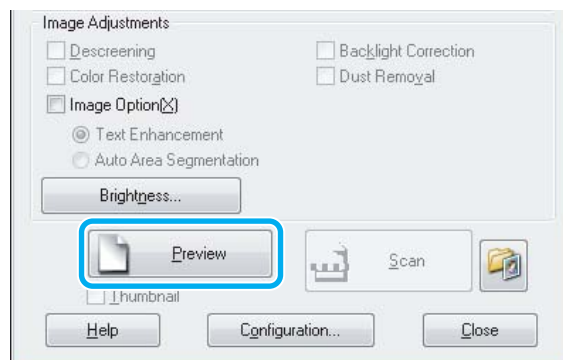 Image Adjustments
Descreening Backlight Correction
Color Restoration Dust Removal
Image Option(X)
Text Enhancement
Auto Area Segmentation
Brightness...
Preview Scan
Thumbnail
Help Configuration... Close